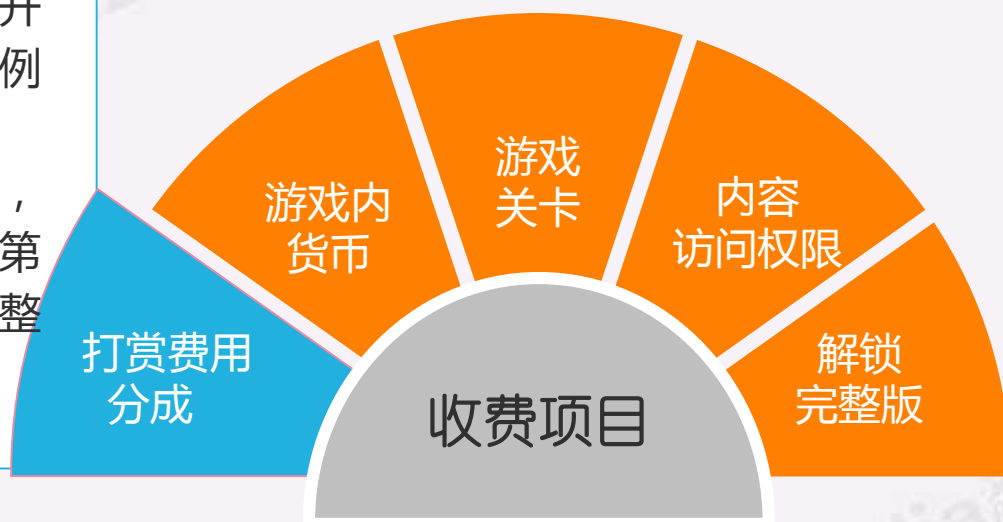 开
例
，
第
整
打赏费用
分成
游戏内
货币
游戏
关卡
内容
访问权限
解锁
完整版
收费项目